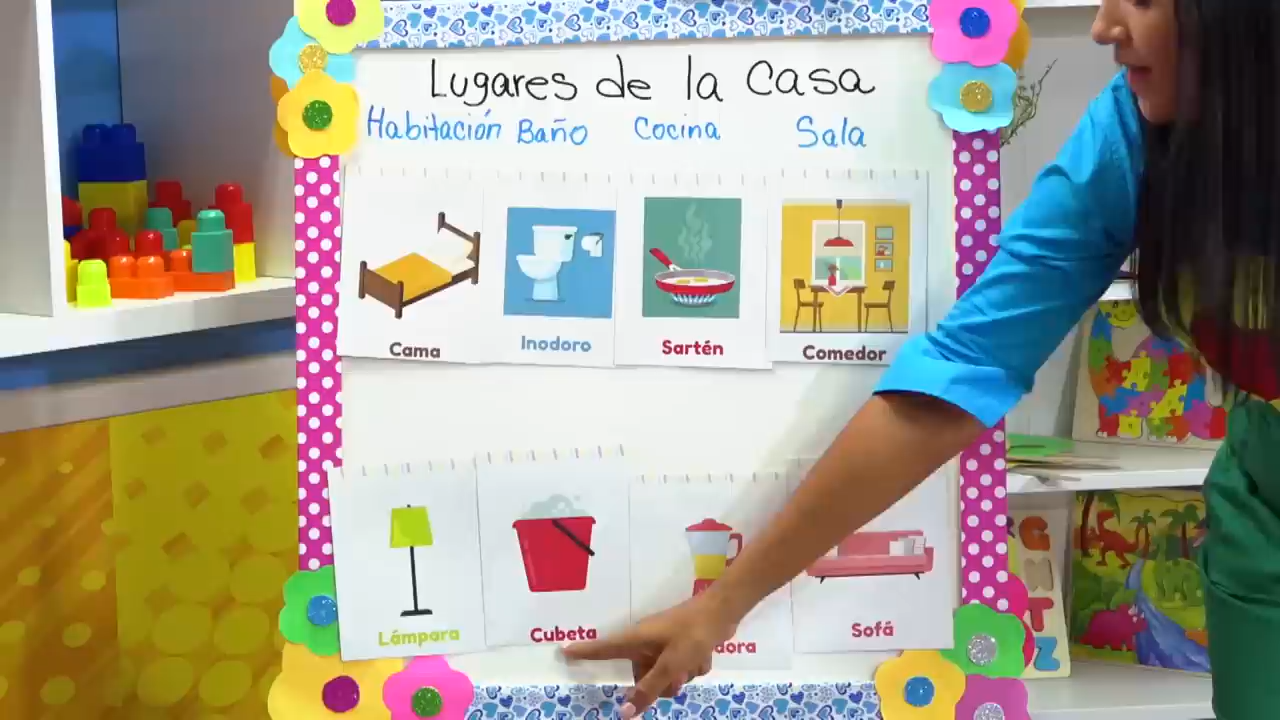 Lugares de la Casa
Habitación Baño Cocina Sala
Cama Inodoro Sartén Comedor
Lámpara Cubeta Sofá